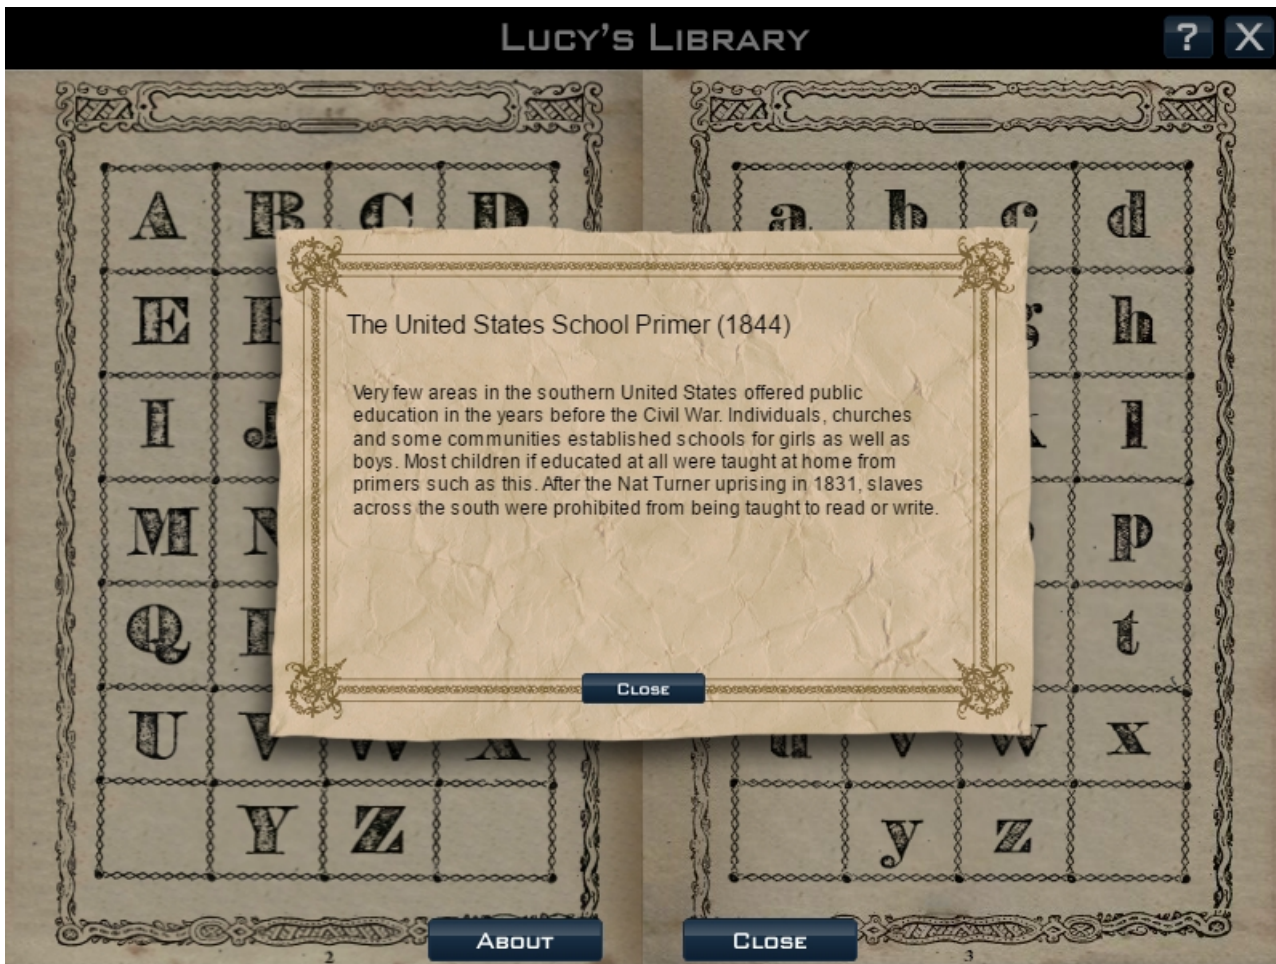 LUCY'S LIBRARY
? X
A B C D
E
I
M
Q
U V W X
Y Z
2
a b c d
h
l
p
t
u v w x
y z
3
The United States School Primer (1844)
Very few areas in the southern United States offered public
education in the years before the Civil War. Individuals, churches
and some communities established schools for girls as well as
boys. Most children if educated at all were taught at home from
primers such as this. After the Nat Turner uprising in 1831, slaves
across the south were prohibited from being taught to read or write.
CLOSE
ABOUT
CLOSE